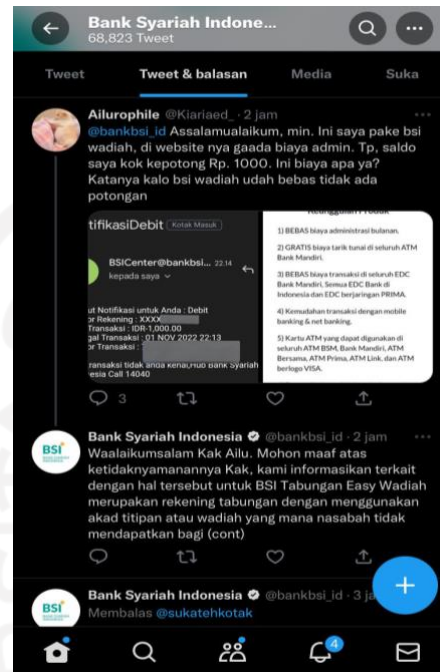 Bank Syariah Indone...
68,823 Tweet
Tweet Tweet & balasan Media Suka
Ailurophile @Kiariaed_ · 2 jam
@bankbsi_id Assalamualaikum, min. Ini saya pake bsi
wadiah, di website nya gaada biaya admin. Tp, saldo
saya kok kepotong Rp. 1000. Ini biaya apa ya?
Katanya kalo bsi wadiah udah bebas tidak ada
potongan
tifikasiDebit Kotak Masuk
BSICenter@bankbsi... 22.14
kepada saya
ut Notifikasi untuk Anda : Debit
or Rekening : XXXX
Transaksi : IDR-1,000.00
gal Transaksi : 01 NOV 2022 22:13
or Transaksi :
ransaksi tidak anda kenal,Hub Bank Syariah
esia Call 14040
1) BEBAS biaya administrasi bulanan.
2) GRATIS biaya tarik tunai di seluruh ATM
Bank Mandiri.
3) BEBAS biaya transaksi di seluruh EDC
Bank Mandiri, Semua EDC Bank di
Indonesia dan EDC berjaringan PRIMA.
4) Kemudahan transaksi dengan mobile
banking & net banking.
5) Kartu ATM yang dapat digunakan di
seluruh ATM BSM, Bank Mandiri, ATM
Bersama, ATM Prima, ATM Link, dan ATM
berlogo VISA.
3
BSI
Bank Syariah Indonesia @bankbsi_id · 2 jam
Waalaikumsalam Kak Ailu. Mohon maaf atas
ketidaknyamanannya Kak, kami informasikan terkait
dengan hal tersebut untuk BSI Tabungan Easy Wadiah
merupakan rekening tabungan dengan menggunakan
akad titipan atau wadiah yang mana nasabah tidak
mendapatkan bagi (cont)
BSI
Bank Syariah Indonesia @bankbsi_id · 3 ja
Membalas @sukatehkotak
4